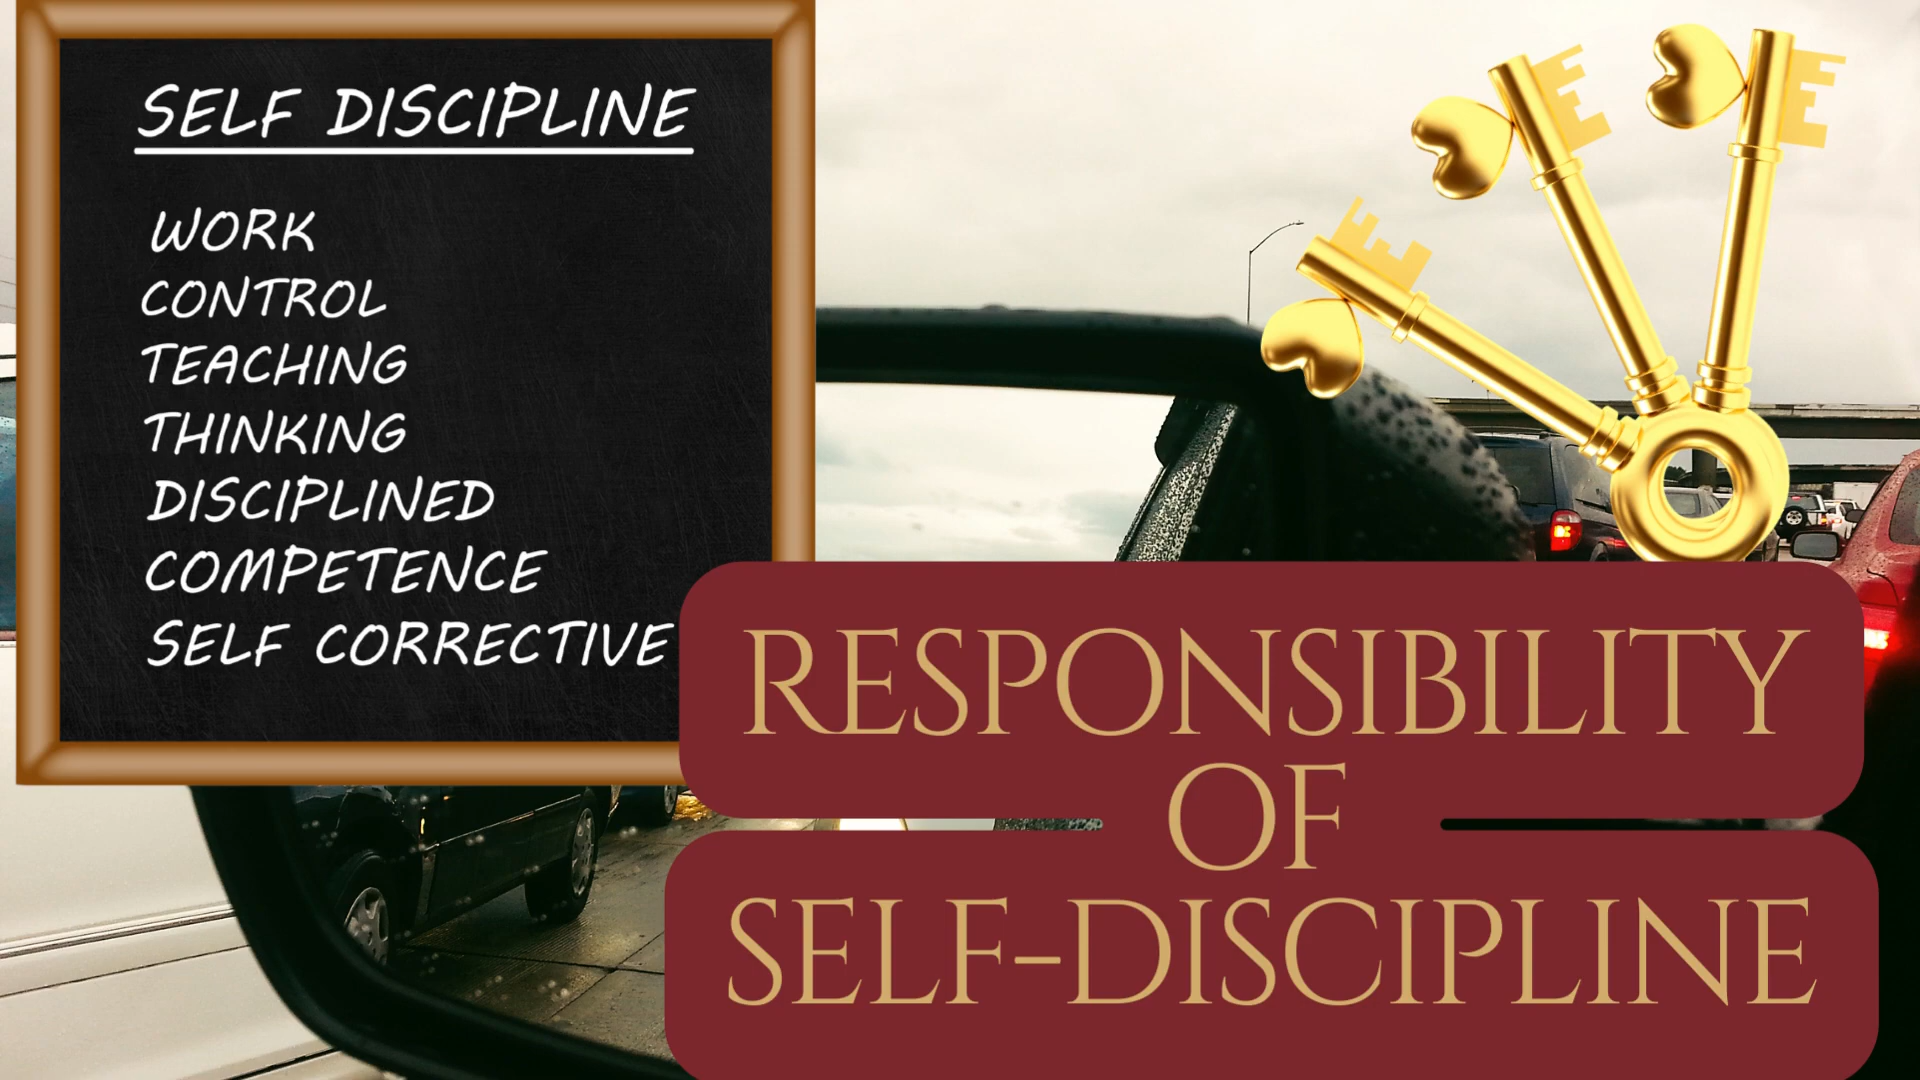 SELF DISCIPLINE
WORK
CONTROL
TEACHING
THINKING
DISCIPLINED
COMPETENCE
SELF CORRECTIVE
RESPONSIBILITY
OF
SELF-DISCIPLINE